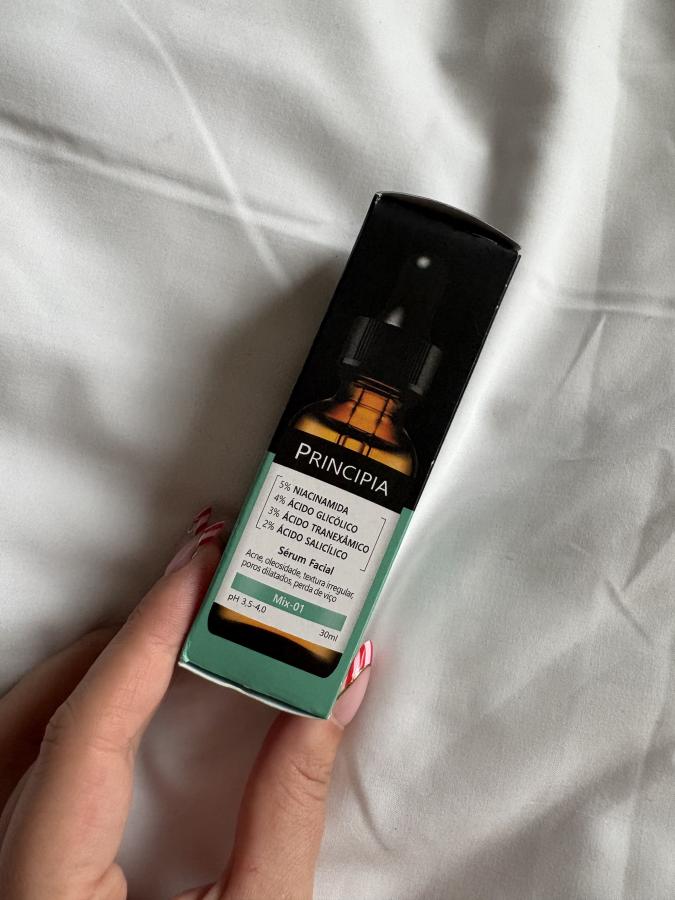 PRINCIPIA
5% NIACINAMIDA
4% ÁCIDO GLICÓLICO
3% ÁCIDO TRANEXÂMICO
2% ÁCIDO SALICÍLICO
Sérum Facial
Acne, oleosidade, textura irregular,
poros dilatados, perda de viço
Mix-01
pH 3,5-4,0
30ml